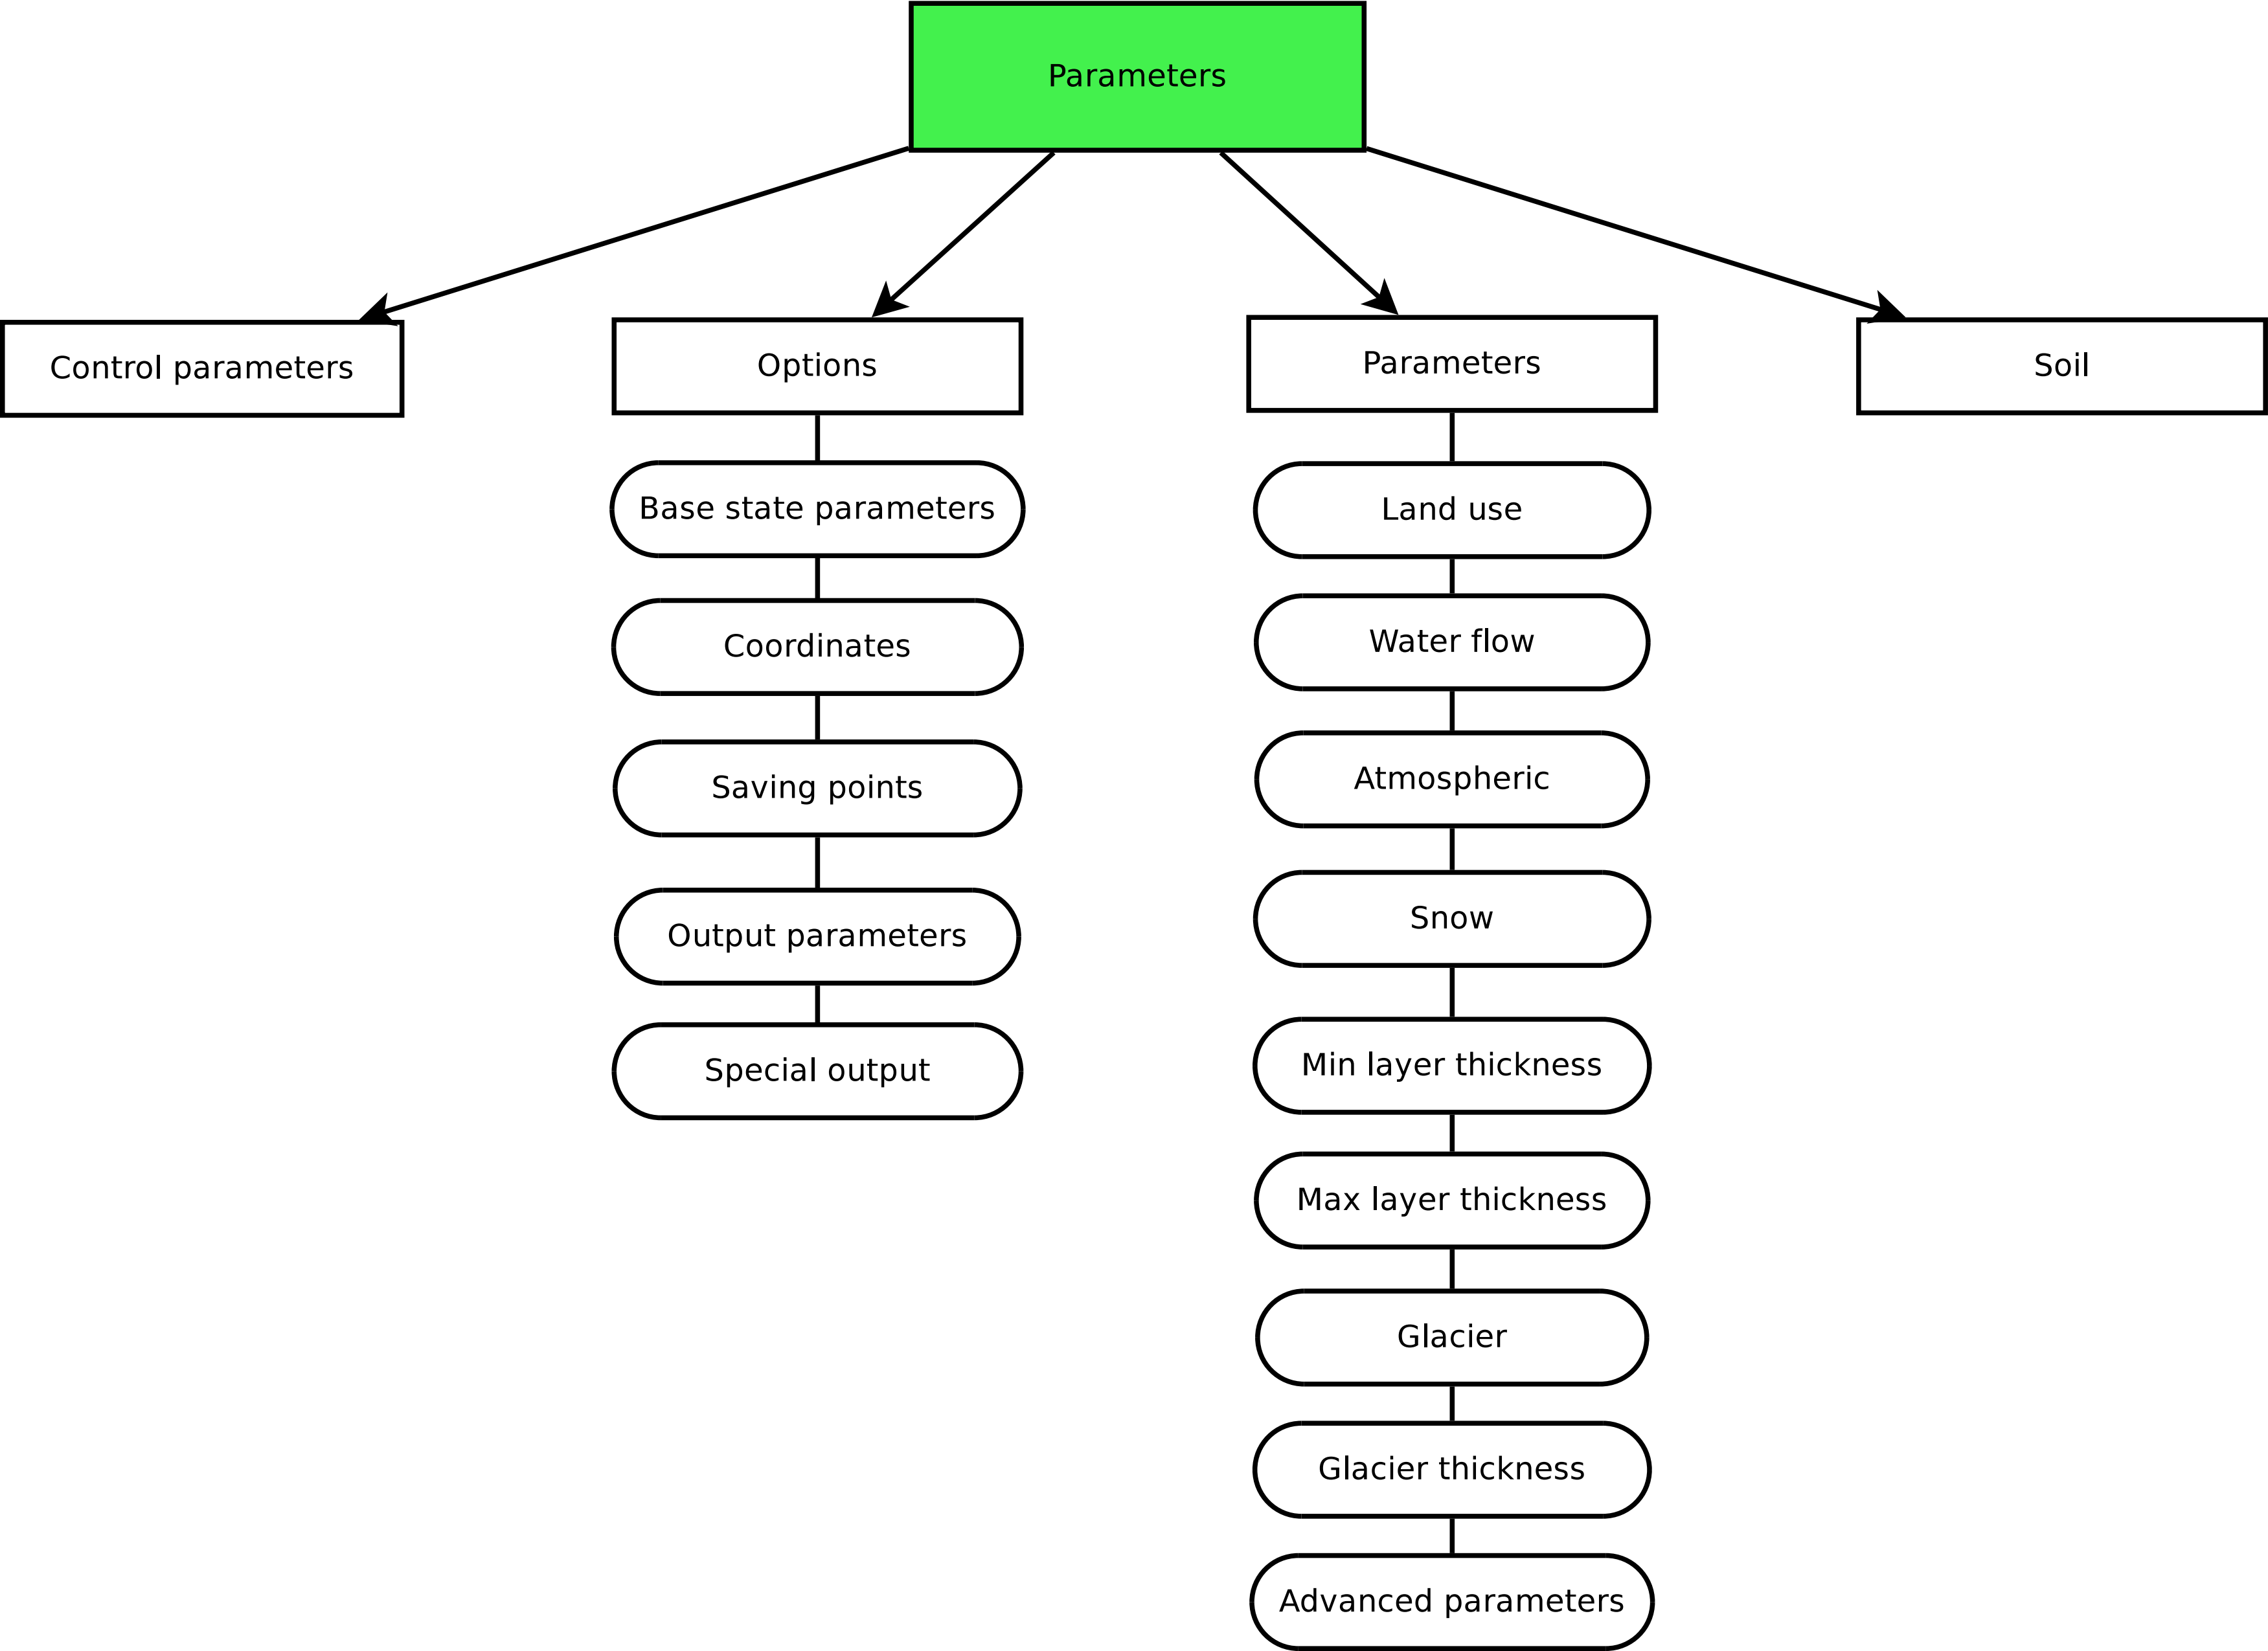 Parameters
Control parameters
Options
Parameters
Soil
Base state parameters
Coordinates
Saving points
Output parameters
Special output
Land use
Water flow
Atmospheric
Snow
Min layer thickness
Max layer thickness
Glacier
Glacier thickness
Advanced parameters